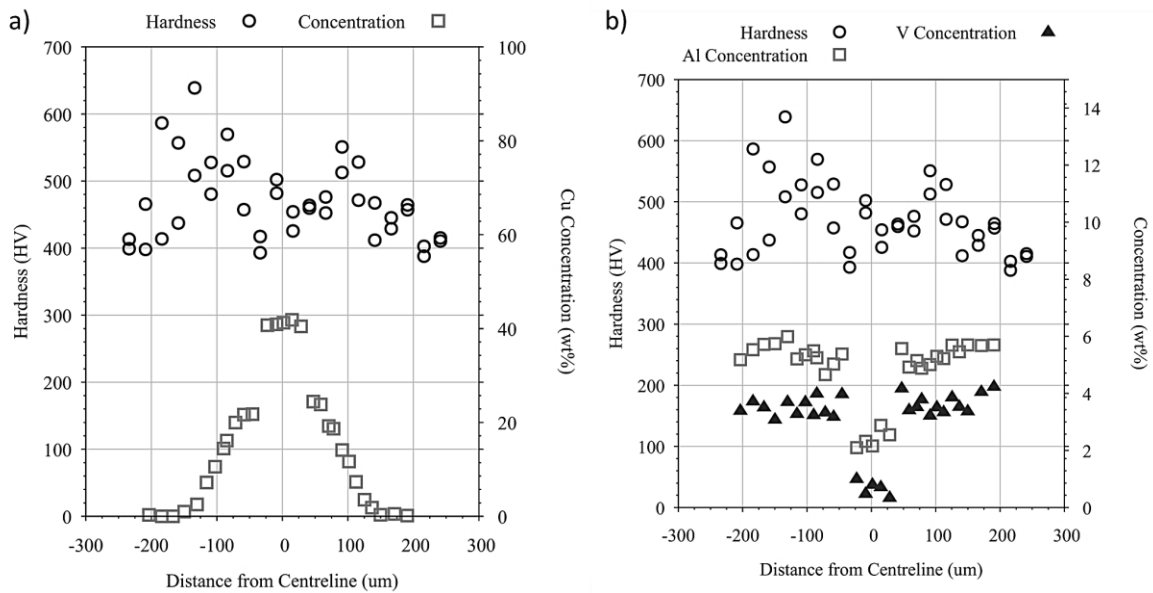 a)
Hardness Concentration
700 600 500 400 300 200 100 0
Hardness (HV)
100 80 60 40 20 0
Cu Concentration (wt%)
-300 -200 -100 0 100 200 300
Distance from Centreline (um)
b)
Hardness V Concentration
Al Concentration
700 600 500 400 300 200 100 0
Hardness (HV)
14 12 10 8 6 4 2 0
Concentration (wt%)
-300 -200 -100 0 100 200 300
Distance from Centreline (um)